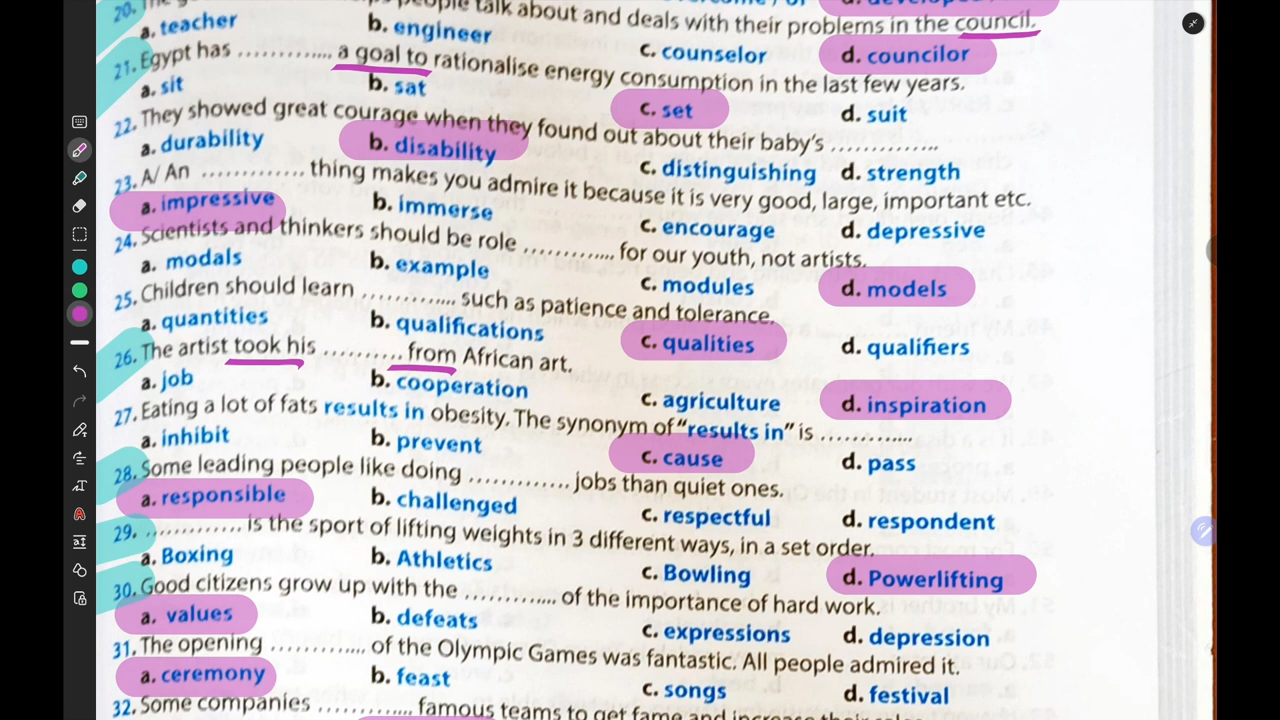 20. people talk about and deals with their problems in the council.
a. teacher b. engineer c. counselor d. councilor
21. Egypt has ................ a goal to rationalise energy consumption in the last few years.
a. sit b. sat c. set d. suit
22. They showed great courage when they found out about their baby's ...............
a. durability b. disability c. distinguishing d. strength
23. A/ An ............. thing makes you admire it because it is very good, large, important etc.
a. impressive b. immerse c. encourage d. depressive
24. Scientists and thinkers should be role ................ for our youth, not artists.
a. modals b. example c. modules d. models
25. Children should learn ................ such as patience and tolerance.
a. quantities b. qualifications c. qualities d. qualifiers
26. The artist took his ............. from African art.
a. job b. cooperation c. agriculture d. inspiration
27. Eating a lot of fats results in obesity. The synonym of "results in" is ................
a. inhibit b. prevent c. cause d. pass
28. Some leading people like doing ............. jobs than quiet ones.
a. responsible b. challenged c. respectful d. respondent
29. ............. is the sport of lifting weights in 3 different ways, in a set order.
a. Boxing b. Athletics c. Bowling d. Powerlifting
30. Good citizens grow up with the ................ of the importance of hard work.
a. values b. defeats c. expressions d. depression
31. The opening ................ of the Olympic Games was fantastic. All people admired it.
a. ceremony b. feast c. songs d. festival
32. Some companies ................ famous teams to get fame and increase their